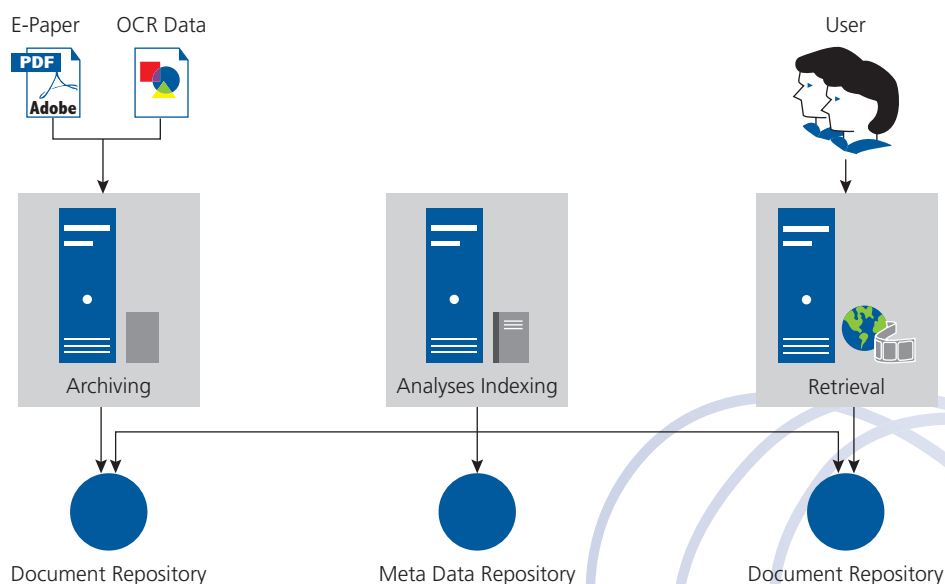 E-Paper
OCR Data
User
PDF
Adobe
Archiving
Analyses Indexing
Retrieval
Document Repository
Meta Data Repository
Document Repository